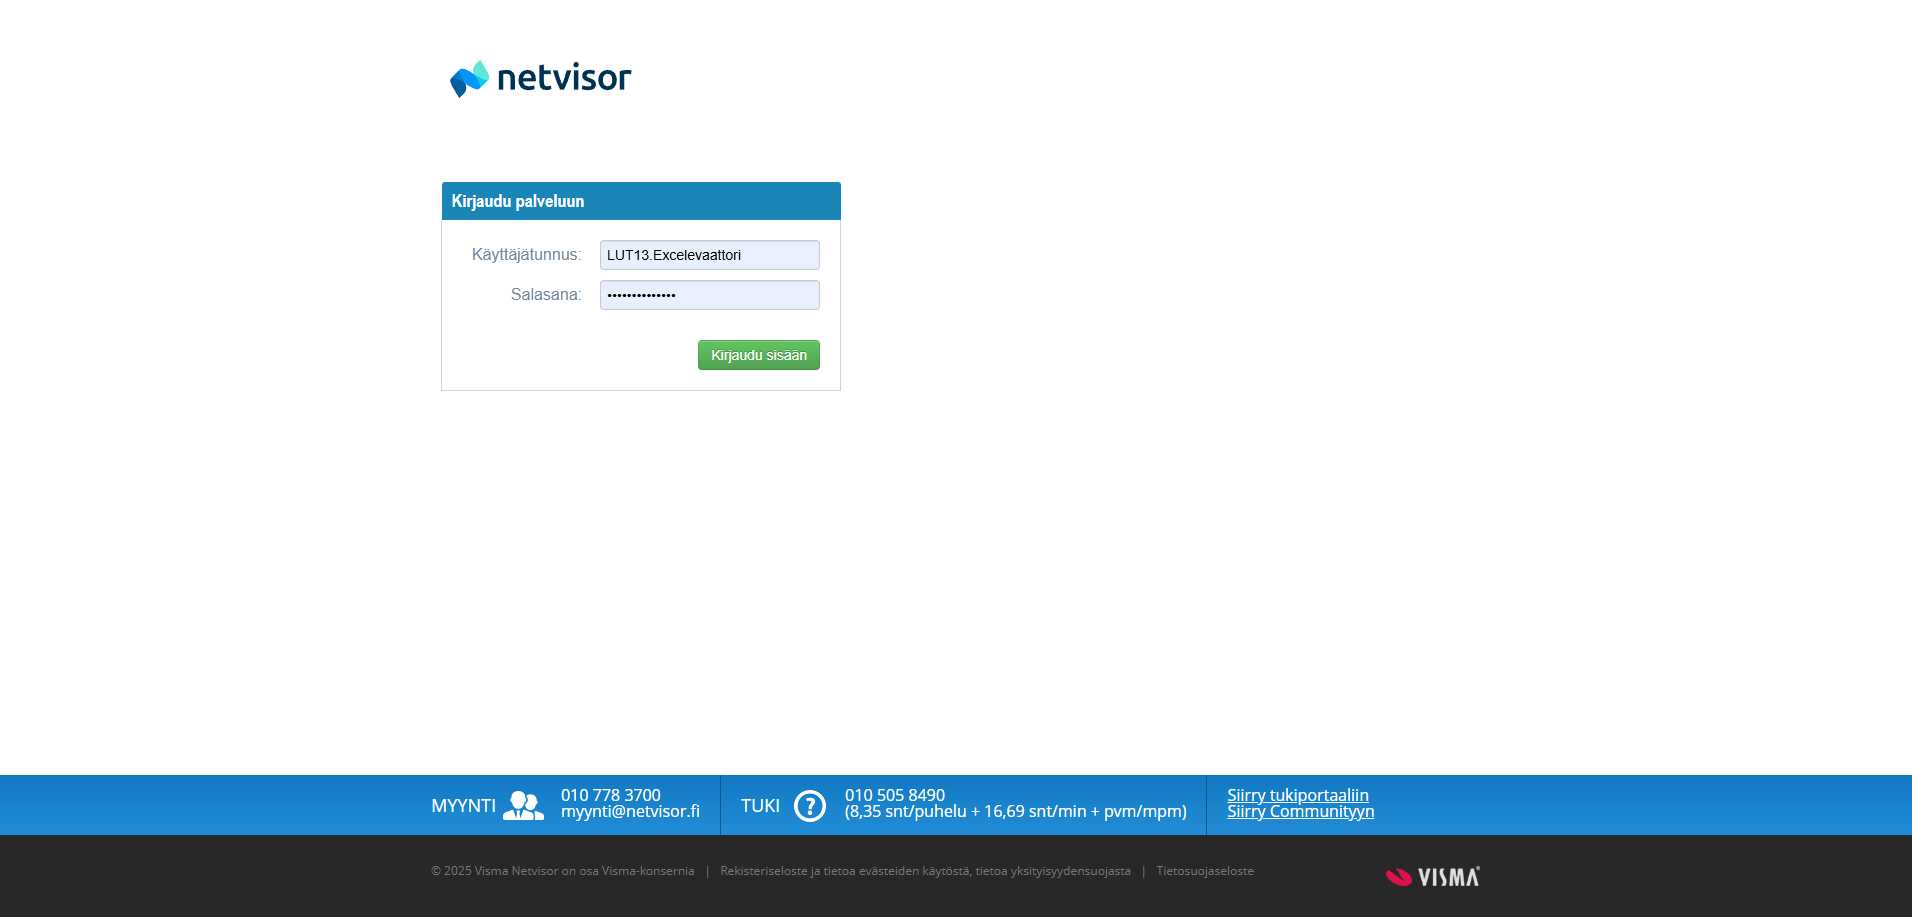 netvisor
Kirjaudu palveluun
Käyttäjätunnus: LUT13.Excelevaattori
Salasana: ••••••••••••••
Kirjaudu sisään
MYYNTI
010 778 3700
myynti@netvisor.fi
TUKI
?
010 505 8490
(8,35 snt/puhelu + 16,69 snt/min + pvm/mpm)
Siirry tukiportaaliin
Siirry Communityyn
© 2025 Visma Netvisor on osa Visma-konsernia | Rekisteriseloste ja tietoa evästeiden käytöstä, tietoa yksityisyydensuojasta | Tietosuojaseloste
VISMA